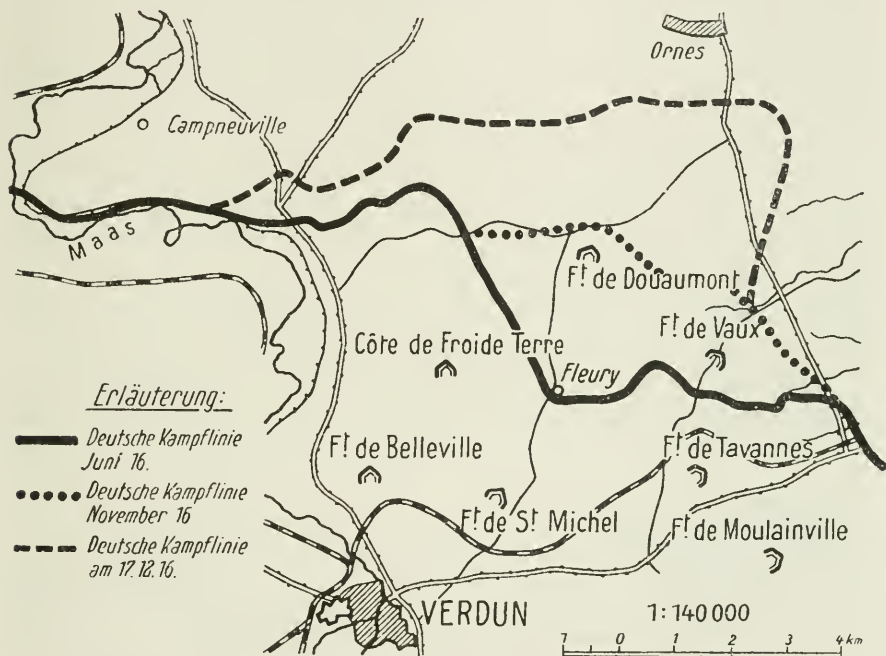 Ornes
Campneuville
Maas
Ft de Douaumont
Ft de Vaux
Côte de Froide Terre
Fleury
Erläuterung:
Deutsche Kampflinie
Juni 16.
Deutsche Kampflinie
November 16
Deutsche Kampflinie
am 17.12.16.
Ft de Belleville
Ft de Tavannes
Ft de St Michel
Ft de Moulainville
VERDUN
1:140 000
1 0 1 2 3 4 km